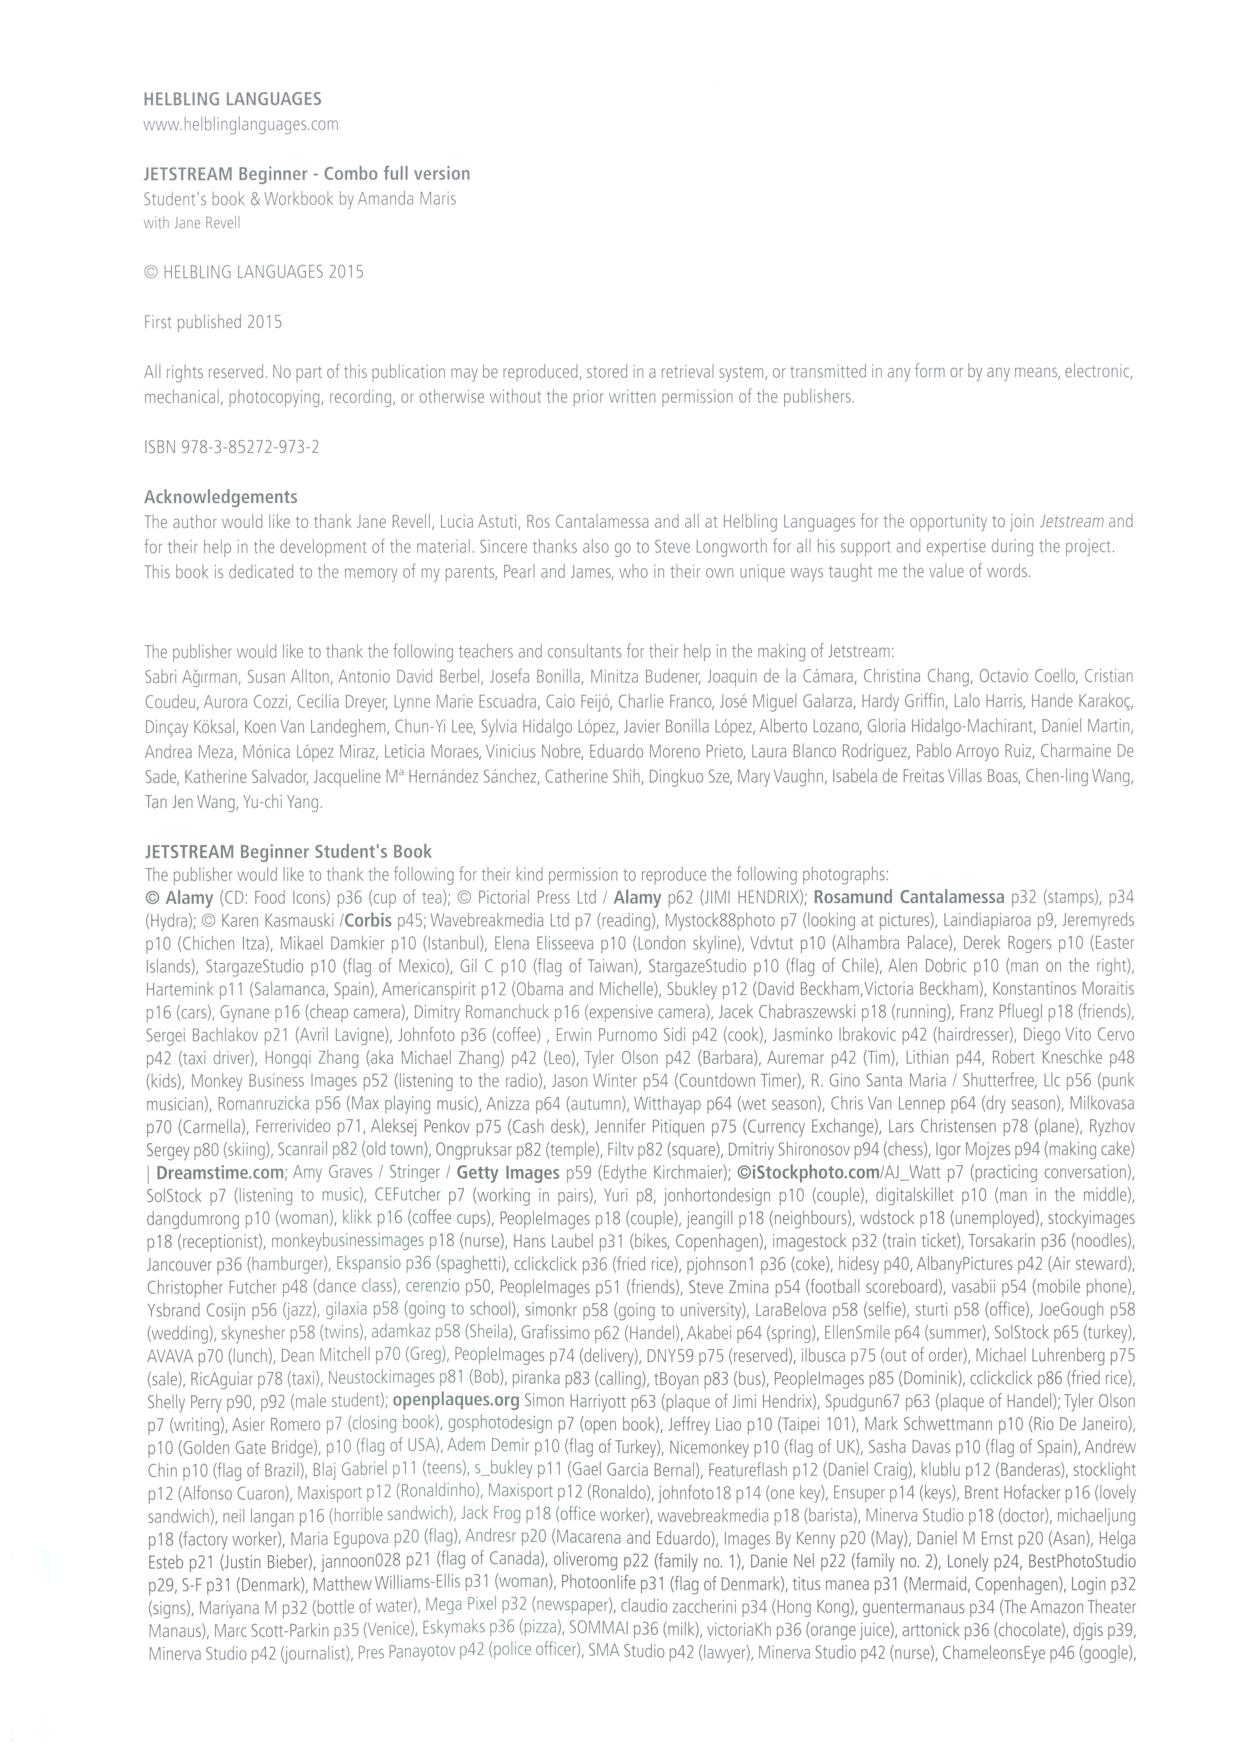 HELBLING LANGUAGES
www.helblinglanguages.com
JETSTREAM Beginner - Combo full version
Student's book & Workbook by Amanda Maris
with Jane Revell
© HELBLING LANGUAGES 2015
First published 2015
All rights reserved. No part of this publication may be reproduced, stored in a retrieval system, or transmitted in any form or by any means, electronic,
mechanical, photocopying, recording, or otherwise without the prior written permission of the publishers.
ISBN 978-3-85272-973-2
Acknowledgements
The author would like to thank Jane Revell, Lucia Astuti, Ros Cantalamessa and all at Helbling Languages for the opportunity to join Jetstream and
for their help in the development of the material. Sincere thanks also go to Steve Longworth for all his support and expertise during the project.
This book is dedicated to the memory of my parents, Pearl and James, who in their own unique ways taught me the value of words.
The publisher would like to thank the following teachers and consultants for their help in the making of Jetstream:
Sabri Ağırman, Susan Allton, Antonio David Berbel, Josefa Bonilla, Minitza Budener, Joaquin de la Cámara, Christina Chang, Octavio Coello, Cristian
Coudeu, Aurora Cozzi, Cecilia Dreyer, Lynne Marie Escuadra, Caio Feijó, Charlie Franco, José Miguel Galarza, Hardy Griffin, Lalo Harris, Hande Karakoç,
Dinçay Köksal, Koen Van Landeghem, Chun-Yi Lee, Sylvia Hidalgo López, Javier Bonilla López, Alberto Lozano, Gloria Hidalgo-Machirant, Daniel Martin,
Andrea Meza, Mónica López Miraz, Leticia Moraes, Vinicius Nobre, Eduardo Moreno Prieto, Laura Blanco Rodríguez, Pablo Arroyo Ruiz, Charmaine De
Sade, Katherine Salvador, Jacqueline Mª Hernández Sánchez, Catherine Shih, Dingkuo Sze, Mary Vaughn, Isabela de Freitas Villas Boas, Chen-ling Wang,
Tan Jen Wang, Yu-chi Yang.
JETSTREAM Beginner Student's Book
The publisher would like to thank the following for their kind permission to reproduce the following photographs:
© Alamy (CD: Food Icons) p36 (cup of tea); © Pictorial Press Ltd / Alamy p62 (JIMI HENDRIX); Rosamund Cantalamessa p32 (stamps), p34
(Hydra); © Karen Kasmauski /Corbis p45; Wavebreakmedia Ltd p7 (reading), Mystock88photo p7 (looking at pictures), Laindiapiaroa p9, Jeremyreds
p10 (Chichen Itza), Mikael Damkier p10 (Istanbul), Elena Elisseeva p10 (London skyline), Vdvtut p10 (Alhambra Palace), Derek Rogers p10 (Easter
Islands), StargazeStudio p10 (flag of Mexico), Gil C p10 (flag of Taiwan), StargazeStudio p10 (flag of Chile), Alen Dobric p10 (man on the right),
Hartemink p11 (Salamanca, Spain), Americanspirit p12 (Obama and Michelle), Sbukley p12 (David Beckham,Victoria Beckham), Konstantinos Moraitis
p16 (cars), Gynane p16 (cheap camera), Dimitry Romanchuck p16 (expensive camera), Jacek Chabraszewski p18 (running), Franz Pfluegl p18 (friends),
Sergei Bachlakov p21 (Avril Lavigne), Johnfoto p36 (coffee) , Erwin Purnomo Sidi p42 (cook), Jasminko Ibrakovic p42 (hairdresser), Diego Vito Cervo
p42 (taxi driver), Hongqi Zhang (aka Michael Zhang) p42 (Leo), Tyler Olson p42 (Barbara), Auremar p42 (Tim), Lithian p44, Robert Kneschke p48
(kids), Monkey Business Images p52 (listening to the radio), Jason Winter p54 (Countdown Timer), R. Gino Santa Maria / Shutterfree, Llc p56 (punk
musician), Romanruzicka p56 (Max playing music), Anizza p64 (autumn), Witthayap p64 (wet season), Chris Van Lennep p64 (dry season), Milkovasa
p70 (Carmella), Ferrerivideo p71, Aleksej Penkov p75 (Cash desk), Jennifer Pitiquen p75 (Currency Exchange), Lars Christensen p78 (plane), Ryzhov
Sergey p80 (skiing), Scanrail p82 (old town), Ongpruksar p82 (temple), Filtv p82 (square), Dmitriy Shironosov p94 (chess), Igor Mojzes p94 (making cake)
| Dreamstime.com; Amy Graves / Stringer / Getty Images p59 (Edythe Kirchmaier); ©iStockphoto.com/AJ_Watt p7 (practicing conversation),
SolStock p7 (listening to music), CEFutcher p7 (working in pairs), Yuri p8, jonhortondesign p10 (couple), digitalskillet p10 (man in the middle),
dangdumrong p10 (woman), klikk p16 (coffee cups), PeopleImages p18 (couple), jeangill p18 (neighbours), wdstock p18 (unemployed), stockyimages
p18 (receptionist), monkeybusinessimages p18 (nurse), Hans Laubel p31 (bikes, Copenhagen), imagestock p32 (train ticket), Torsakarin p36 (noodles),
Jancouver p36 (hamburger), Ekspansio p36 (spaghetti), cclickclick p36 (fried rice), pjohnson1 p36 (coke), hidesy p40, AlbanyPictures p42 (Air steward),
Christopher Futcher p48 (dance class), cerenzio p50, PeopleImages p51 (friends), Steve Zmina p54 (football scoreboard), vasabii p54 (mobile phone),
Ysbrand Cosijn p56 (jazz), gilaxia p58 (going to school), simonkr p58 (going to university), LaraBelova p58 (selfie), sturti p58 (office), JoeGough p58
(wedding), skynesher p58 (twins), adamkaz p58 (Sheila), Grafissimo p62 (Handel), Akabei p64 (spring), EllenSmile p64 (summer), SolStock p65 (turkey),
AVAVA p70 (lunch), Dean Mitchell p70 (Greg), PeopleImages p74 (delivery), DNY59 p75 (reserved), ilbusca p75 (out of order), Michael Luhrenberg p75
(sale), RicAguiar p78 (taxi), Neustockimages p81 (Bob), piranka p83 (calling), tBoyan p83 (bus), PeopleImages p85 (Dominik), cclickclick p86 (fried rice),
Shelly Perry p90, p92 (male student); openplaques.org Simon Harriyott p63 (plaque of Jimi Hendrix), Spudgun67 p63 (plaque of Handel); Tyler Olson
p7 (writing), Asier Romero p7 (closing book), gosphotodesign p7 (open book), Jeffrey Liao p10 (Taipei 101), Mark Schwettmann p10 (Rio De Janeiro),
p10 (Golden Gate Bridge), p10 (flag of USA), Adem Demir p10 (flag of Turkey), Nicemonkey p10 (flag of UK), Sasha Davas p10 (flag of Spain), Andrew
Chin p10 (flag of Brazil), Blaj Gabriel p11 (teens), s_bukley p11 (Gael Garcia Bernal), Featureflash p12 (Daniel Craig), klublu p12 (Banderas), stocklight
p12 (Alfonso Cuaron), Maxisport p12 (Ronaldinho), Maxisport p12 (Ronaldo), johnfoto18 p14 (one key), Ensuper p14 (keys), Brent Hofacker p16 (lovely
sandwich), neil langan p16 (horrible sandwich), Jack Frog p18 (office worker), wavebreakmedia p18 (barista), Minerva Studio p18 (doctor), michaeljung
p18 (factory worker), Maria Egupova p20 (flag), Andresr p20 (Macarena and Eduardo), Images By Kenny p20 (May), Daniel M Ernst p20 (Asan), Helga
Esteb p21 (Justin Bieber), jannoon028 p21 (flag of Canada), oliveromg p22 (family no. 1), Danie Nel p22 (family no. 2), Lonely p24, BestPhotoStudio
p29, S-F p31 (Denmark), Matthew Williams-Ellis p31 (woman), Photoonlife p31 (flag of Denmark), titus manea p31 (Mermaid, Copenhagen), Login p32
(signs), Mariyana M p32 (bottle of water), Mega Pixel p32 (newspaper), claudio zaccherini p34 (Hong Kong), guentermanaus p34 (The Amazon Theater
Manaus), Marc Scott-Parkin p35 (Venice), Eskymaks p36 (pizza), SOMMAI p36 (milk), victoriaKh p36 (orange juice), arttonick p36 (chocolate), djgis p39,
Minerva Studio p42 (journalist), Pres Panayotov p42 (police officer), SMA Studio p42 (lawyer), Minerva Studio p42 (nurse), ChameleonsEye p46 (google),